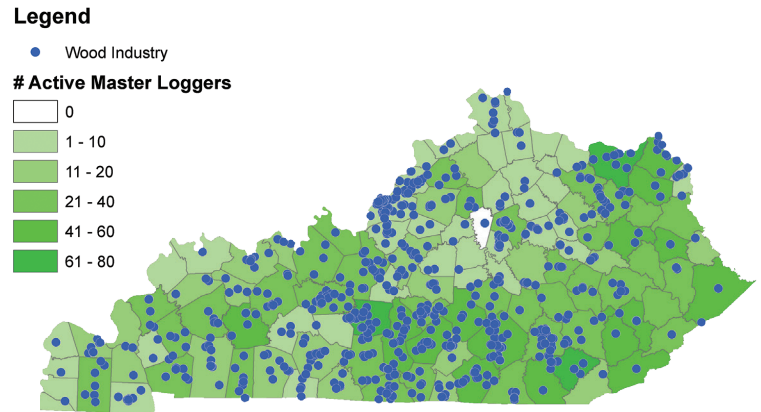 Legend
Wood Industry
# Active Master Loggers
0
1 - 10
11 - 20
21 - 40
41 - 60
61 - 80